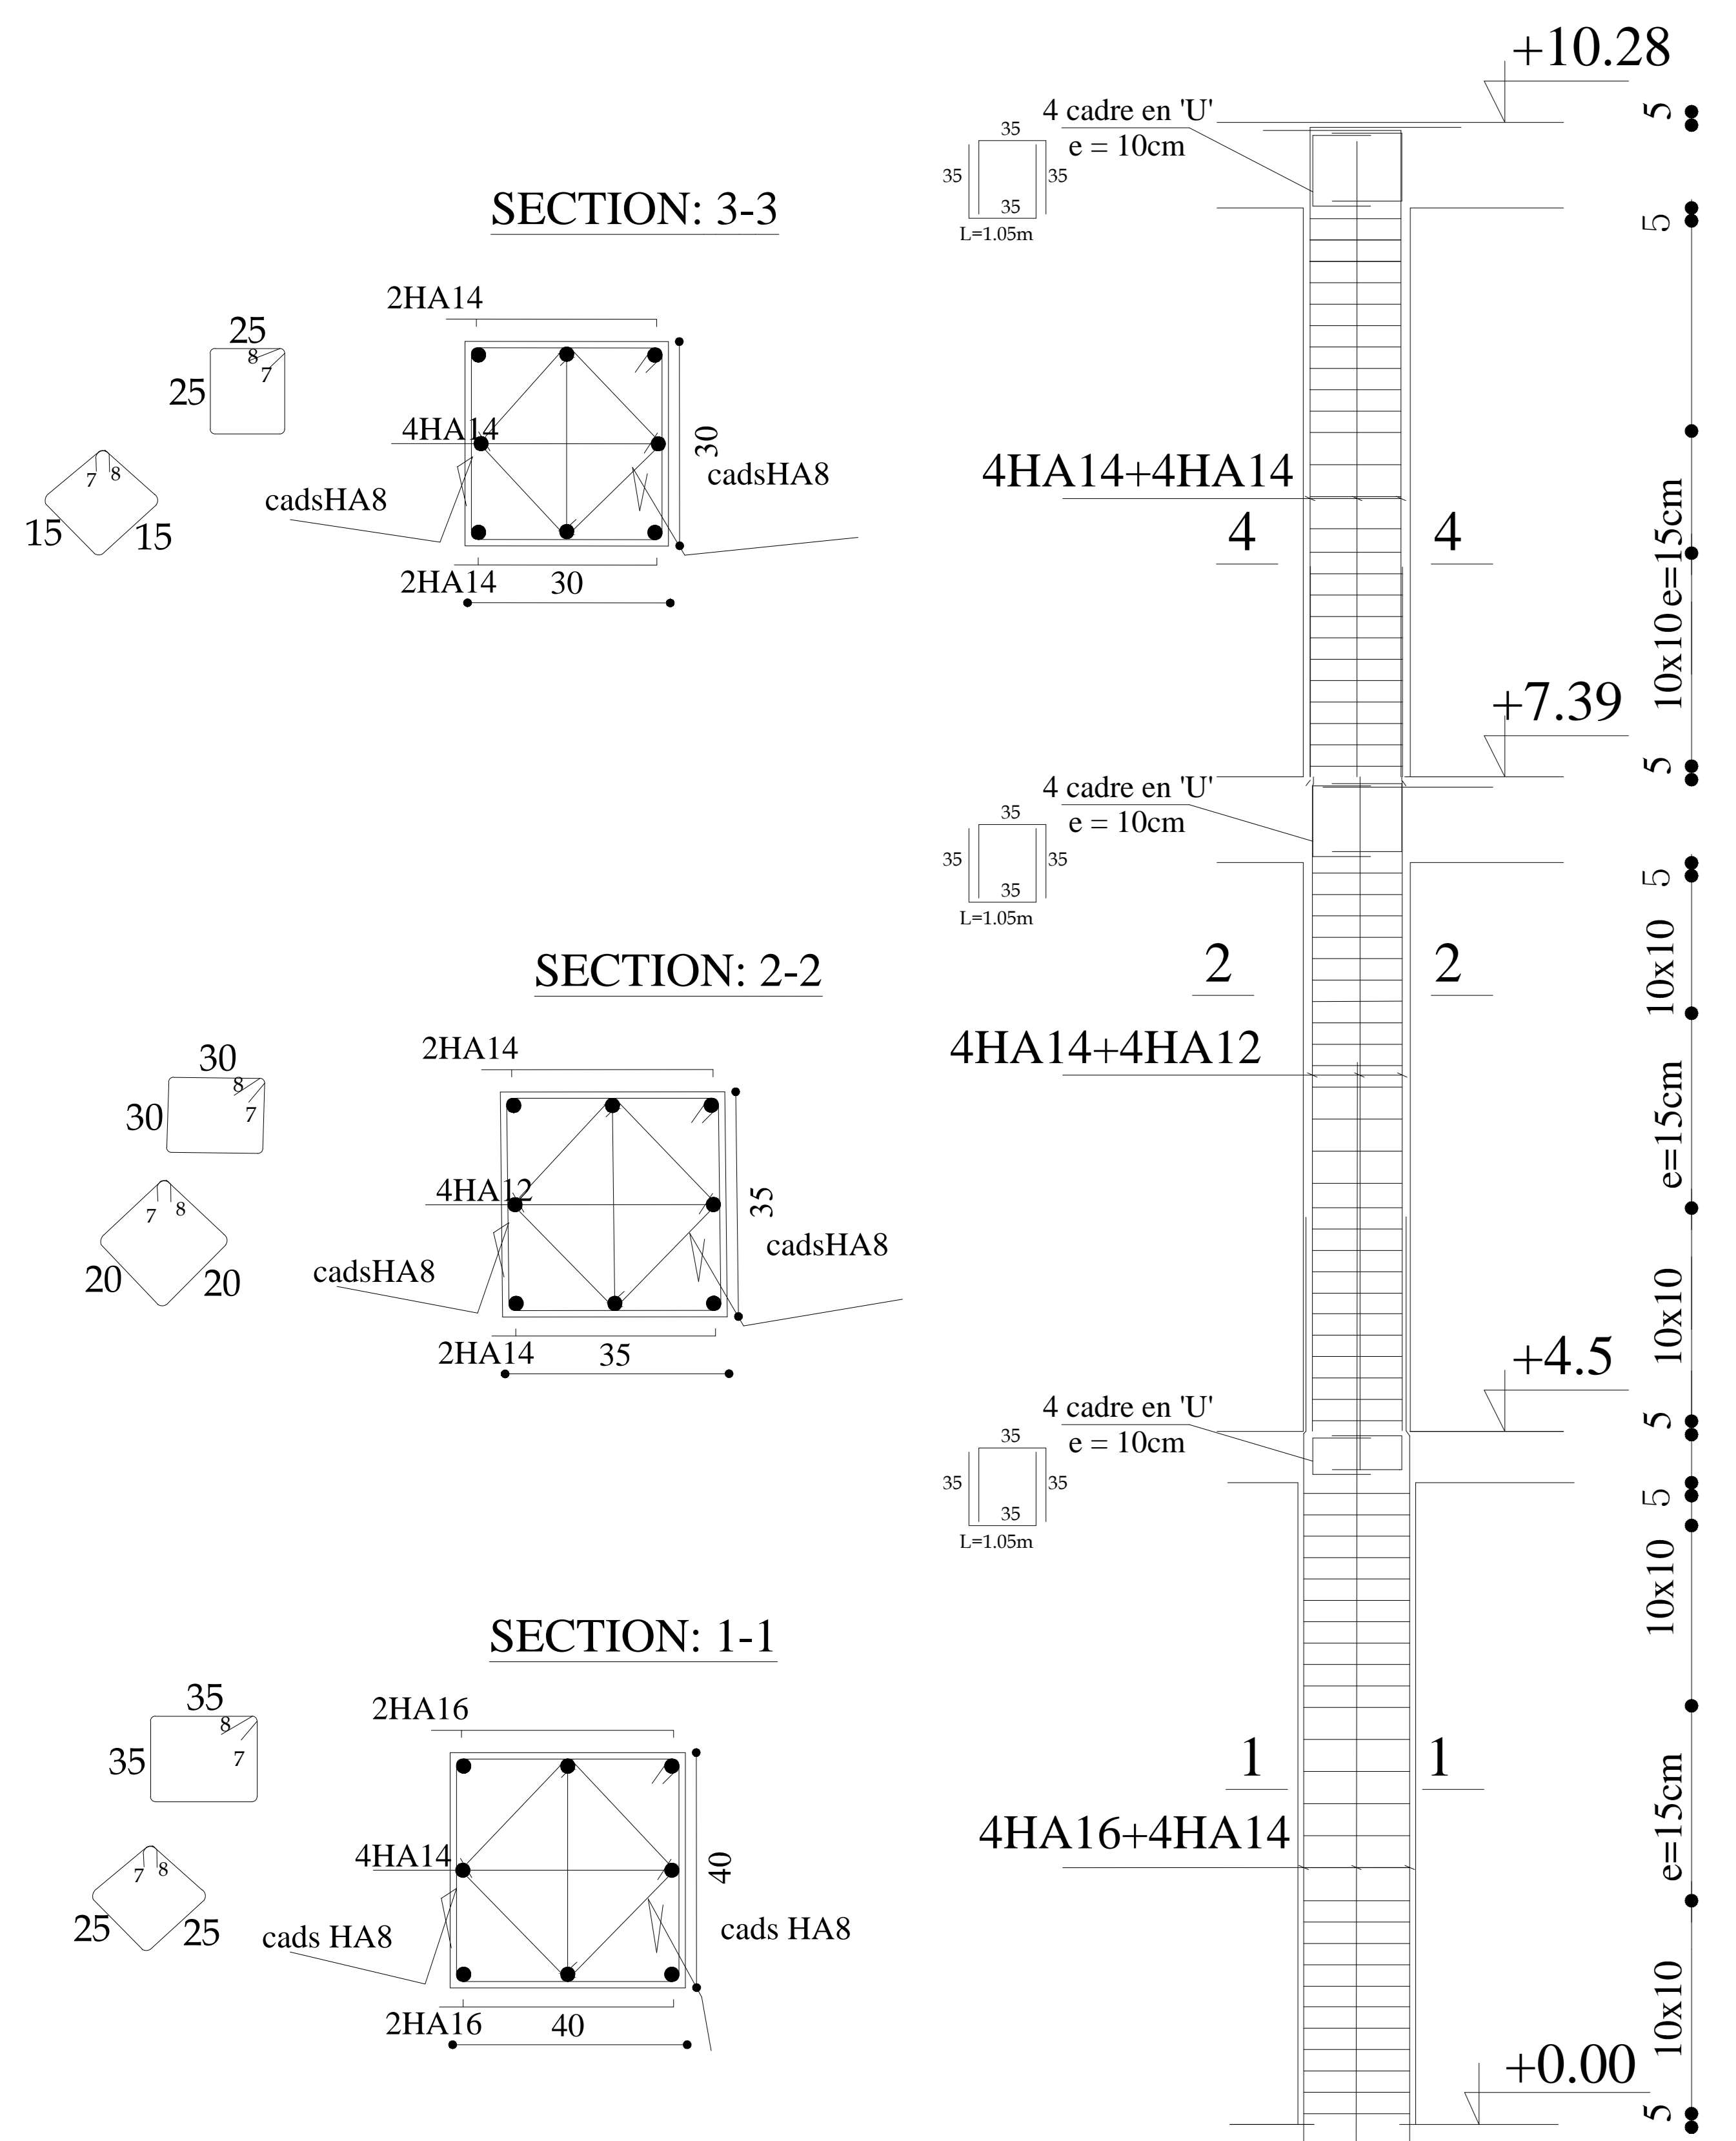 +10.28
5
4 cadre en 'U'
e = 10cm
35
35
35
35
L=1.05m
5
SECTION: 3-3
2HA14
25
8
7
25
4HA14
30
cadsHA8
cadsHA8
7
8
15
15
2HA14
30
4HA14+4HA14
4
4
e=15cm
10x10
+7.39
5
4 cadre en 'U'
e = 10cm
35
35
35
35
L=1.05m
5
10x10
2
2
SECTION: 2-2
2HA14
30
8
7
30
4HA12
35
cadsHA8
cadsHA8
7
8
20
20
2HA14
35
4HA14+4HA12
e=15cm
10x10
+4.5
5
4 cadre en 'U'
e = 10cm
35
35
35
35
L=1.05m
5
10x10
SECTION: 1-1
2HA16
35
8
7
35
4HA14
40
cads HA8
cads HA8
7
8
25
25
2HA16
40
1
1
4HA16+4HA14
e=15cm
10x10
+0.00
5